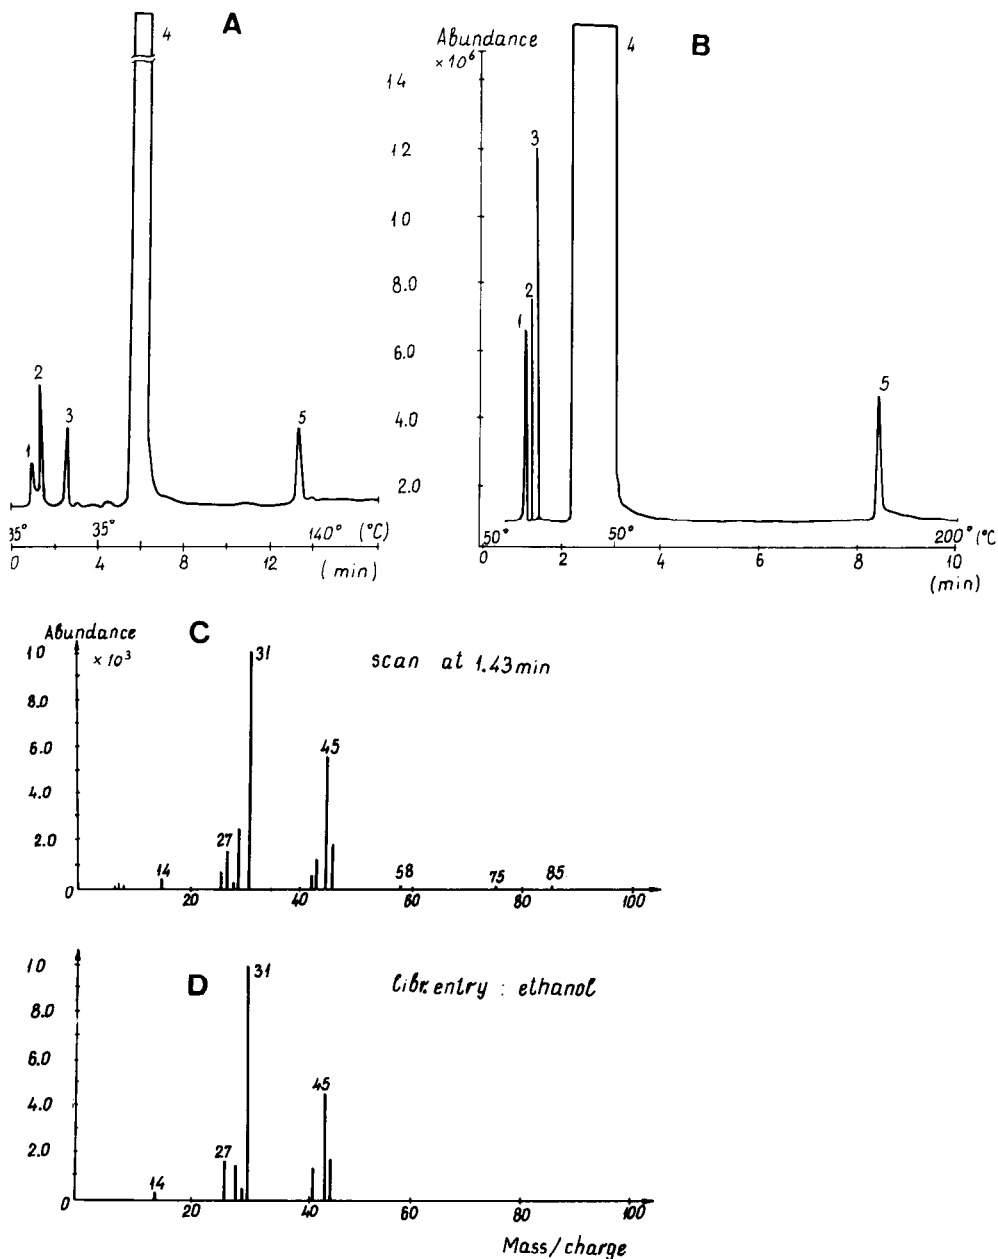 A
4
2
3
1
5
35° 35° 140° (°C)
0 4 8 12
(min)
B
Abundance
× 10⁶
14
12
10
8.0
6.0
4.0
2.0
4
3
2
1
5
50° 50° 200° (°C
0 2 4 6 8 10
(min)
C
Abundance
× 10³
10
8.0
6.0
4.0
2.0
0
scan at 1.43 min
31
45
27
14
58
75
85
20 40 60 80 100
D
10
8.0
6.0
4.0
2.0
0
libr. entry : ethanol
31
45
27
14
20 40 60 80 100
Mass/charge